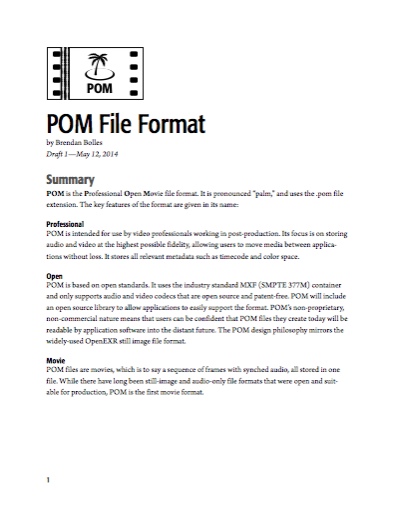 POM
POM File Format
by Brendan Bolles
Draft 1—May 12, 2014
Summary
POM is the Professional Open Movie file format. It is pronounced "palm," and uses the .pom file
extension. The key features of the format are given in its name:
Professional
POM is intended for use by video professionals working in post-production. Its focus is on storing
audio and video at the highest possible fidelity, allowing users to move media between applica-
tions without loss. It stores all relevant metadata such as timecode and color space.
Open
POM is based on open standards. It uses the industry standard MXF (SMPTE 377M) container
and only supports audio and video codecs that are open source and patent-free. POM will include
an open source library to allow applications to easily support the format. POM's non-proprietary,
non-commercial nature means that users can be confident that POM files they create today will be
readable by application software into the distant future. The POM design philosophy mirrors the
widely-used OpenEXR still image file format.
Movie
POM files are movies, which is to say a sequence of frames with synched audio, all stored in one
file. While there have long been still-image and audio-only file formats that were open and suit-
able for production, POM is the first movie format.
1